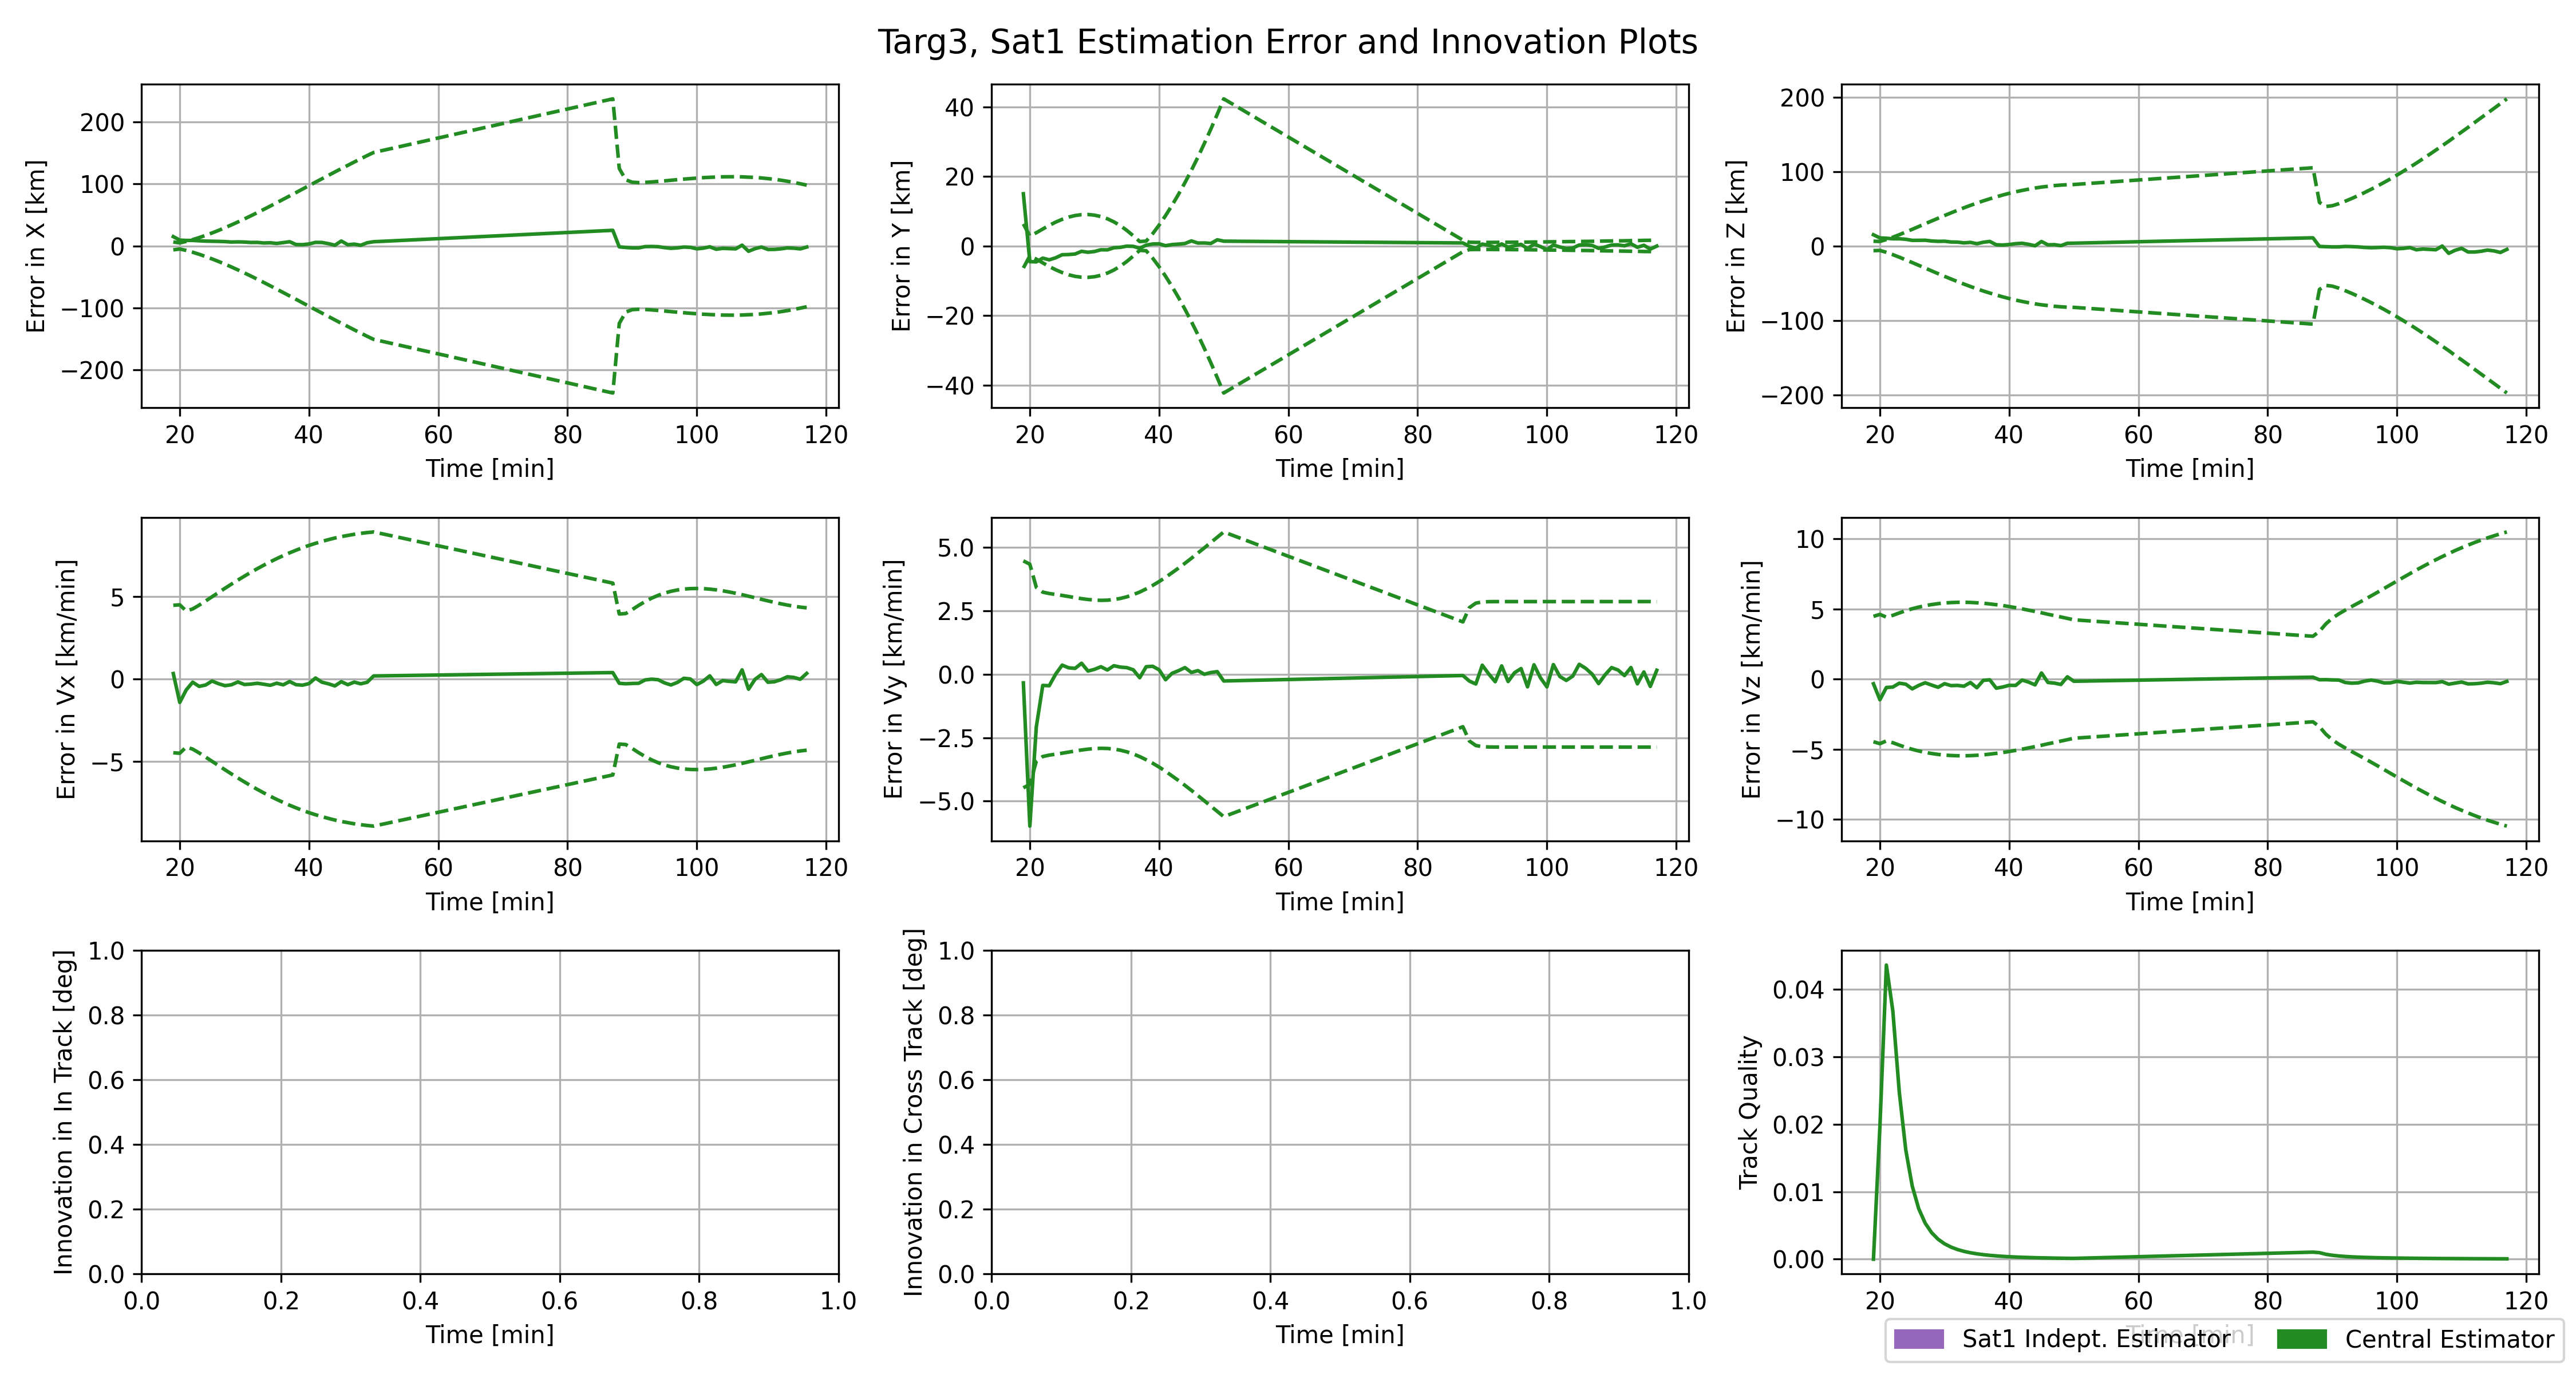 Targ3, Sat1 Estimation Error and Innovation Plots
Error in X [km]
200
100
0
−100
−200
20 40 60 80 100 120
Time [min]
Error in Y [km]
40
20
0
−20
−40
20 40 60 80 100 120
Time [min]
Error in Z [km]
200
100
0
−100
−200
20 40 60 80 100 120
Time [min]
Error in Vx [km/min]
5
0
−5
20 40 60 80 100 120
Time [min]
Error in Vy [km/min]
5.0
2.5
0.0
−2.5
−5.0
20 40 60 80 100 120
Time [min]
Error in Vz [km/min]
10
5
0
−5
−10
20 40 60 80 100 120
Time [min]
Innovation in In Track [deg]
1.0
0.8
0.6
0.4
0.2
0.0
0.0 0.2 0.4 0.6 0.8 1.0
Time [min]
Innovation in Cross Track [deg]
1.0
0.8
0.6
0.4
0.2
0.0
0.0 0.2 0.4 0.6 0.8 1.0
Time [min]
Track Quality
0.04
0.03
0.02
0.01
0.00
20 40 60 80 100 120
Time [min]
Sat1 Indept. Estimator Central Estimator